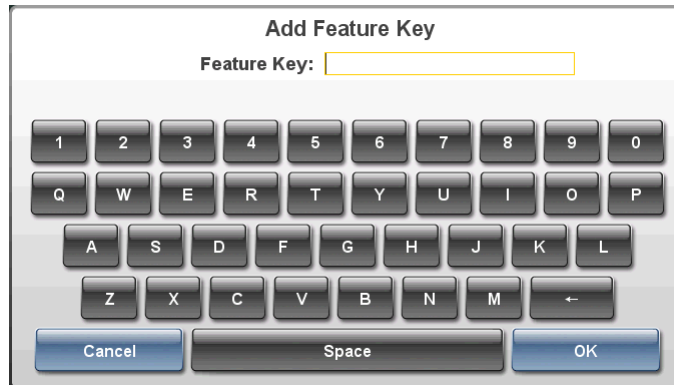 Add Feature Key
Feature Key:
1 2 3 4 5 6 7 8 9 0
Q W E R T Y U I O P
A S D F G H J K L
Z X C V B N M ←
Cancel Space OK